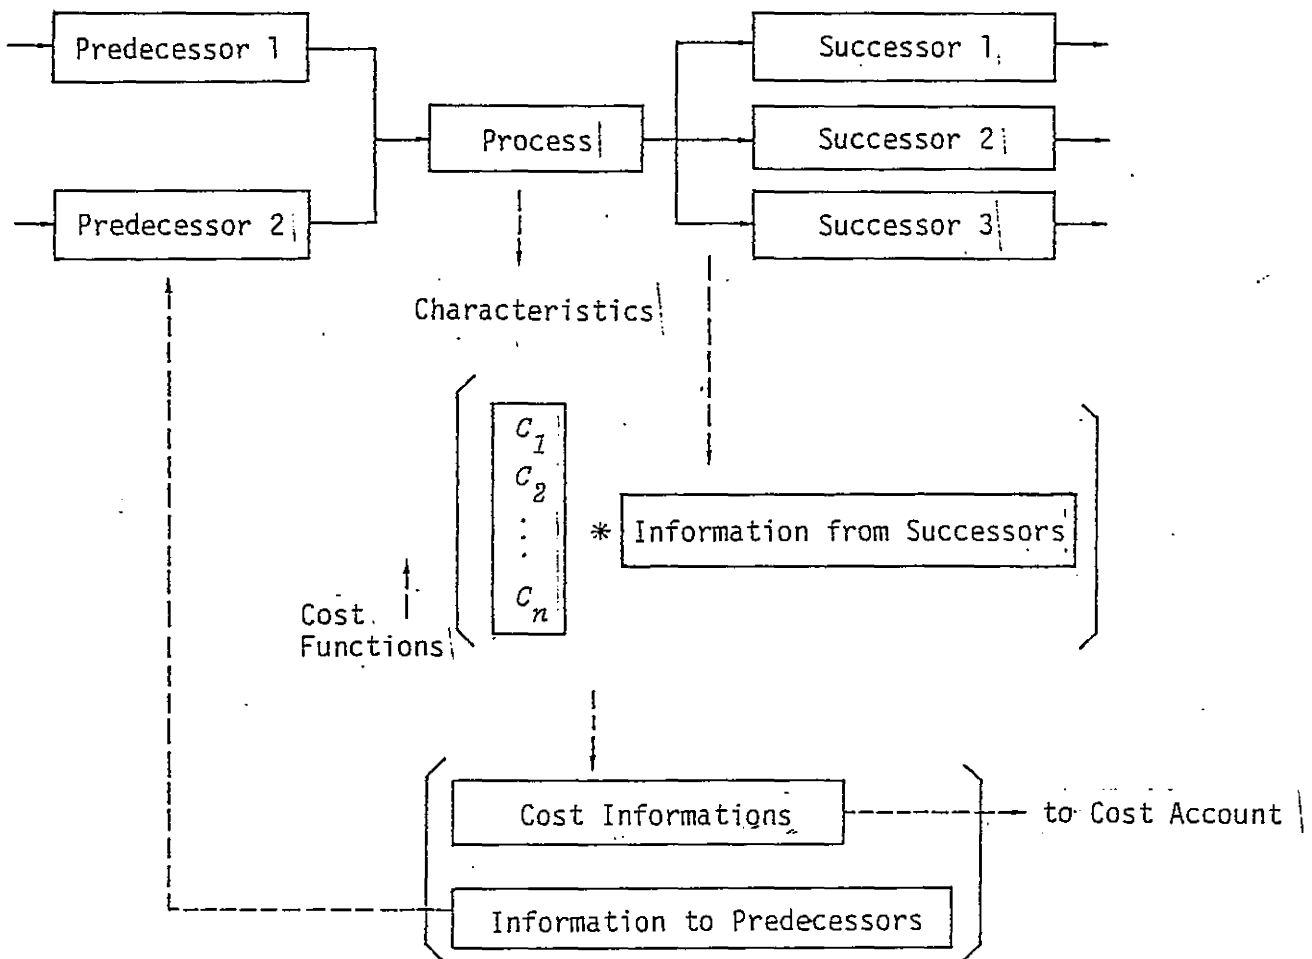 Predecessor 1
Successor 1
Process
Successor 2
Predecessor 2
Successor 3
Characteristics
C1
C2
* Information from Successors
Cn
Cost
Functions
Cost Informations
to Cost Account
Information to Predecessors